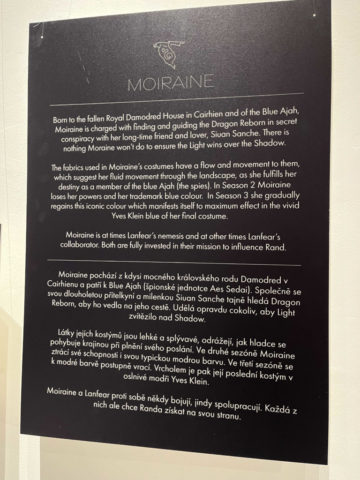 MOIRAINE
Born to the fallen Royal Damodred House in Cairhien and of the Blue Ajah,
Moiraine is charged with finding and guiding the Dragon Reborn in secret
conspiracy with her long-time friend and lover, Siuan Sanche. There is
nothing Moraine won't do to ensure the Light wins over the Shadow.
The fabrics used in Moiraine's costumes have a flow and movement to them,
which suggest her fluid movement through the landscape, as she fulfills her
destiny as a member of the blue Ajah (the spies). In Season 2 Moiraine
loses her powers and her trademark blue colour. In Season 3 she gradually
regains this iconic colour which manifests itself to maximum effect in the vivid
Yves Klein blue of her final costume.
Moiraine is at times Lanfear's nemesis and at other times Lanfear's
collaborator. Both are fully invested in their mission to influence Rand.
Moiraine pochází z kdysi mocného královského rodu Damodred v
Cairhienu a patří k Blue Ajah (špionské jednotce Aes Sedai). Společně se
svou dlouholetou přítelkyní a milenkou Siuan Sanche tajně hledá Dragon
Reborn, aby ho vedla na jeho cestě. Udělá opravdu cokoliv, aby Light
zvítězilo nad Shadow.
Látky jejich kostýmů jsou lehké a splývavé, odrážejí, jak hladce se
pohybuje krajinou při plnění svého poslání. Ve druhé sezóně Moiraine
ztrácí své schopnosti i svou typickou modrou barvu. Ve třetí sezóně se
k modré barvě postupně vrací. Vrcholem je pak její poslední kostým v
oslnivé modři Yves Klein.
Moiraine a Lanfear proti sobě někdy bojují, jindy spolupracují. Každá z
nich ale chce Randa získat na svou stranu.